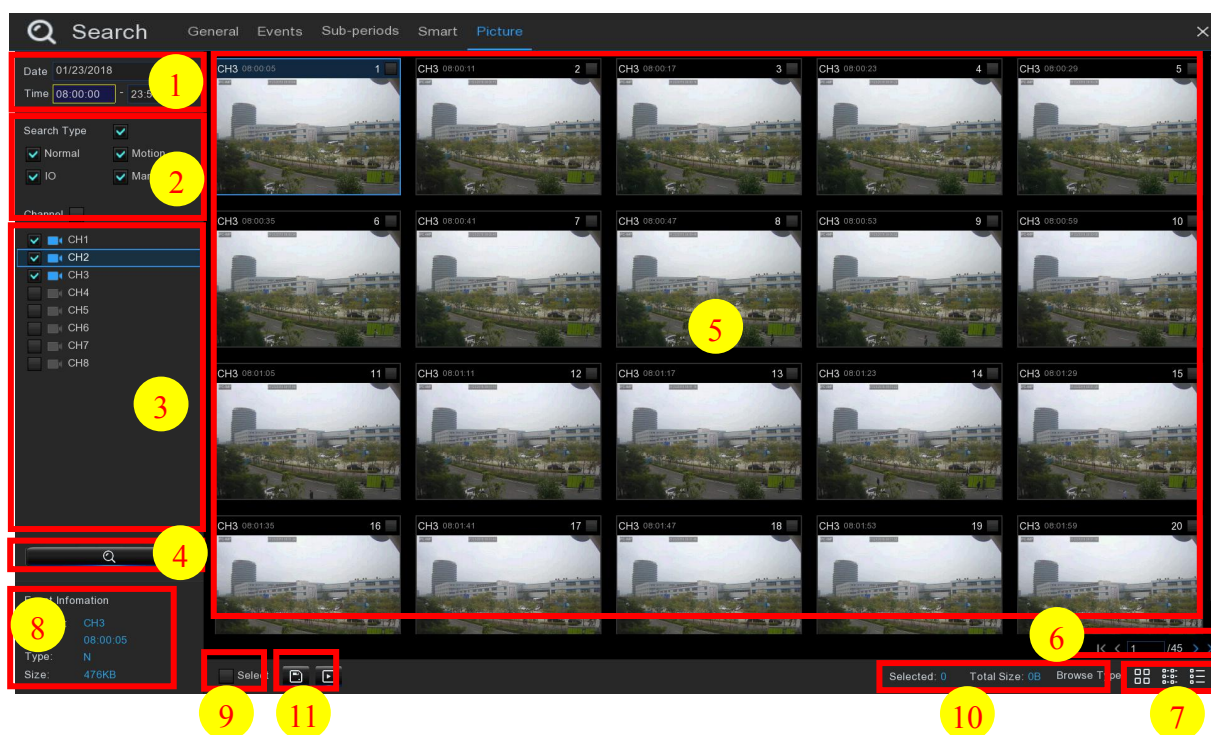 Search General Events Sub-periods Smart Picture
Date 01/23/2018
Time 08:00:00 -
1
Search Type
Normal Motion
IO
2
Channel
CH1
CH2
CH3
CH4
CH5
CH6
CH7
CH8
3
4
CH3 08:00:05 1
CH3 08:00:11 2
CH3 08:00:17 3
CH3 08:00:23 4
CH3 08:00:29 5
CH3 08:00:35 6
CH3 08:00:41 7
CH3 08:00:47 8
CH3 08:00:53 9
CH3 08:00:59 10
5
CH3 08:01:05 11
CH3 08:01:11 12
CH3 08:01:17 13
CH3 08:01:23 14
CH3 08:01:29 15
CH3 08:01:35 16
CH3 08:01:41 17
CH3 08:01:47 18
CH3 08:01:53 19
CH3 08:01:59 20
Infomation
CH3
08:00:05
Type: N
Size: 476KB
8
6
1 /45
Select
Selected: 0 Total Size: 0B Browse Type
9
11
10
7